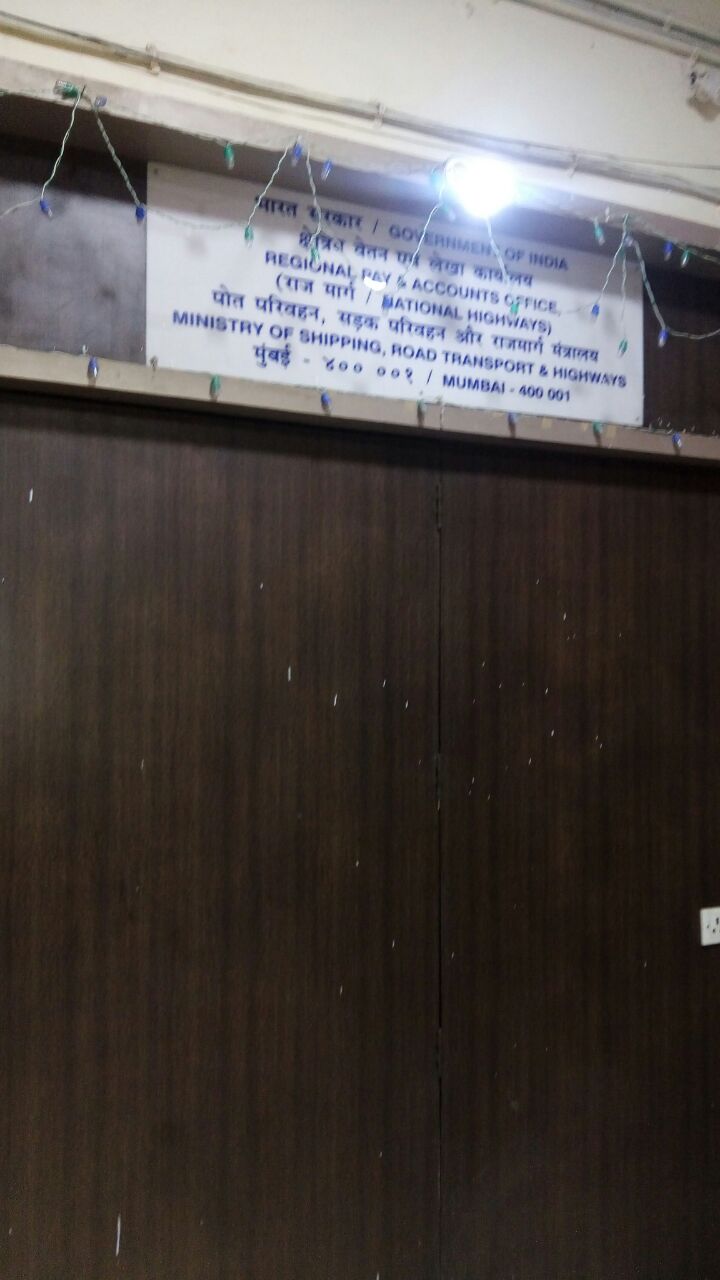 भारत सरकार / GOVERNMENT OF INDIA
क्षेत्रिय वेतन एवं लेखा कार्यालय
REGIONAL PAY & ACCOUNTS OFFICE,
(राज मार्ग / NATIONAL HIGHWAYS)
पोत परिवहन, सड़क परिवहन और राजमार्ग मंत्रालय
MINISTRY OF SHIPPING, ROAD TRANSPORT & HIGHWAYS
मुंबई - ४०० ००१ / MUMBAI - 400 001